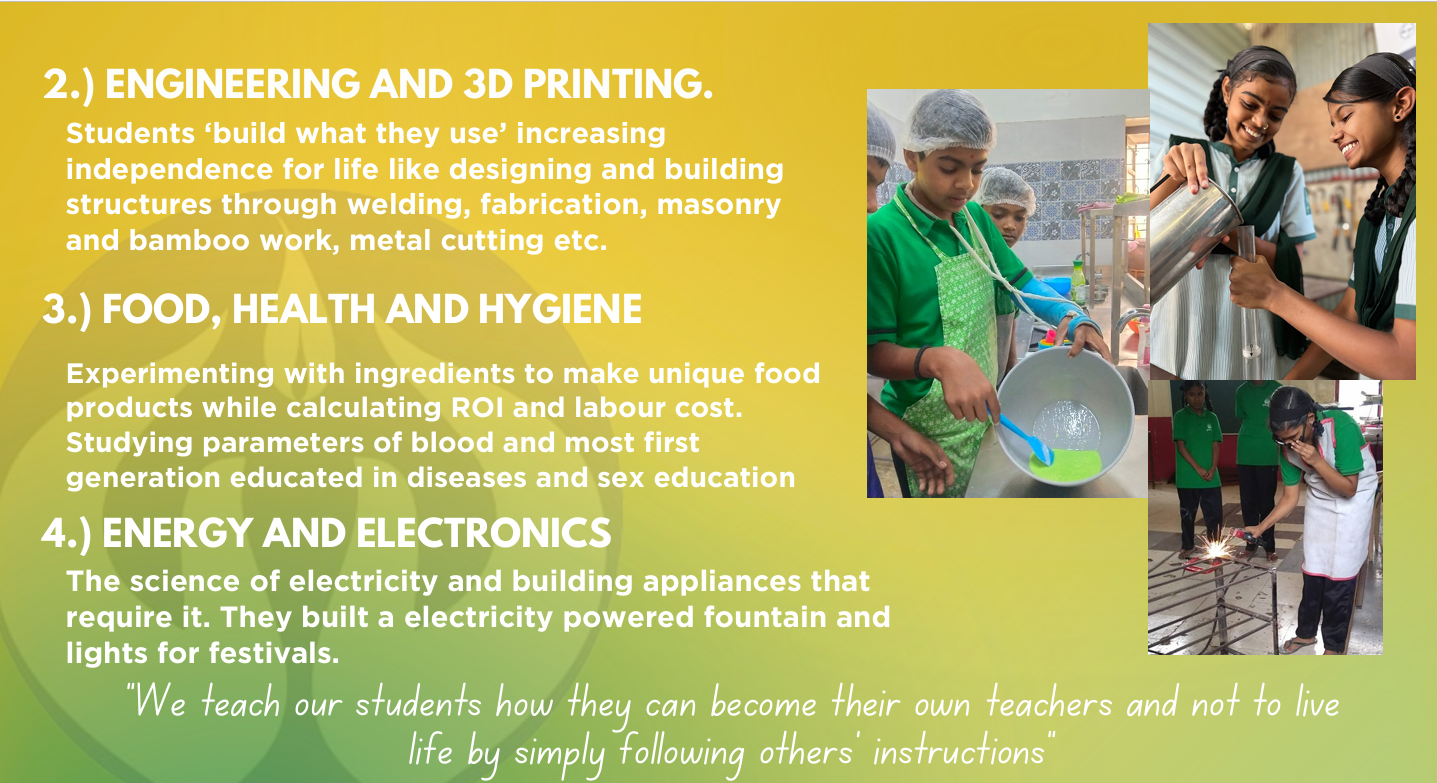 2.) ENGINEERING AND 3D PRINTING.
Students ‘build what they use’ increasing
independence for life like designing and building
structures through welding, fabrication, masonry
and bamboo work, metal cutting etc.
3.) FOOD, HEALTH AND HYGIENE
Experimenting with ingredients to make unique food
products while calculating ROI and labour cost.
Studying parameters of blood and most first
generation educated in diseases and sex education
4.) ENERGY AND ELECTRONICS
The science of electricity and building appliances that
require it. They built a electricity powered fountain and
lights for festivals.
"We teach our students how they can become their own teachers and not to live
life by simply following others' instructions"